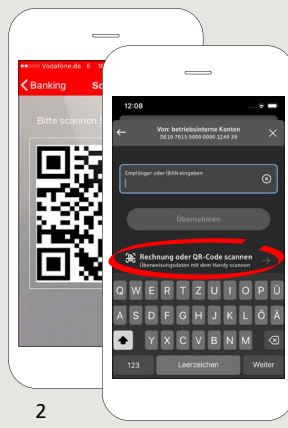 Vodafone.de
Banking
Bitte scannen
12:08
Von: betriebsinterne Konten
DE10 7015 0000 0000 3249 39
Empfänger oder IBAN eingeben
Übernehmen
Rechnung oder QR-Code scannen
Überweisungsdaten mit dem Handy scannen
Q W E R T Z U I O P Ü
A S D F G H J K L Ö Ä
Y X C V B N M
123 Leerzeichen Weiter
2